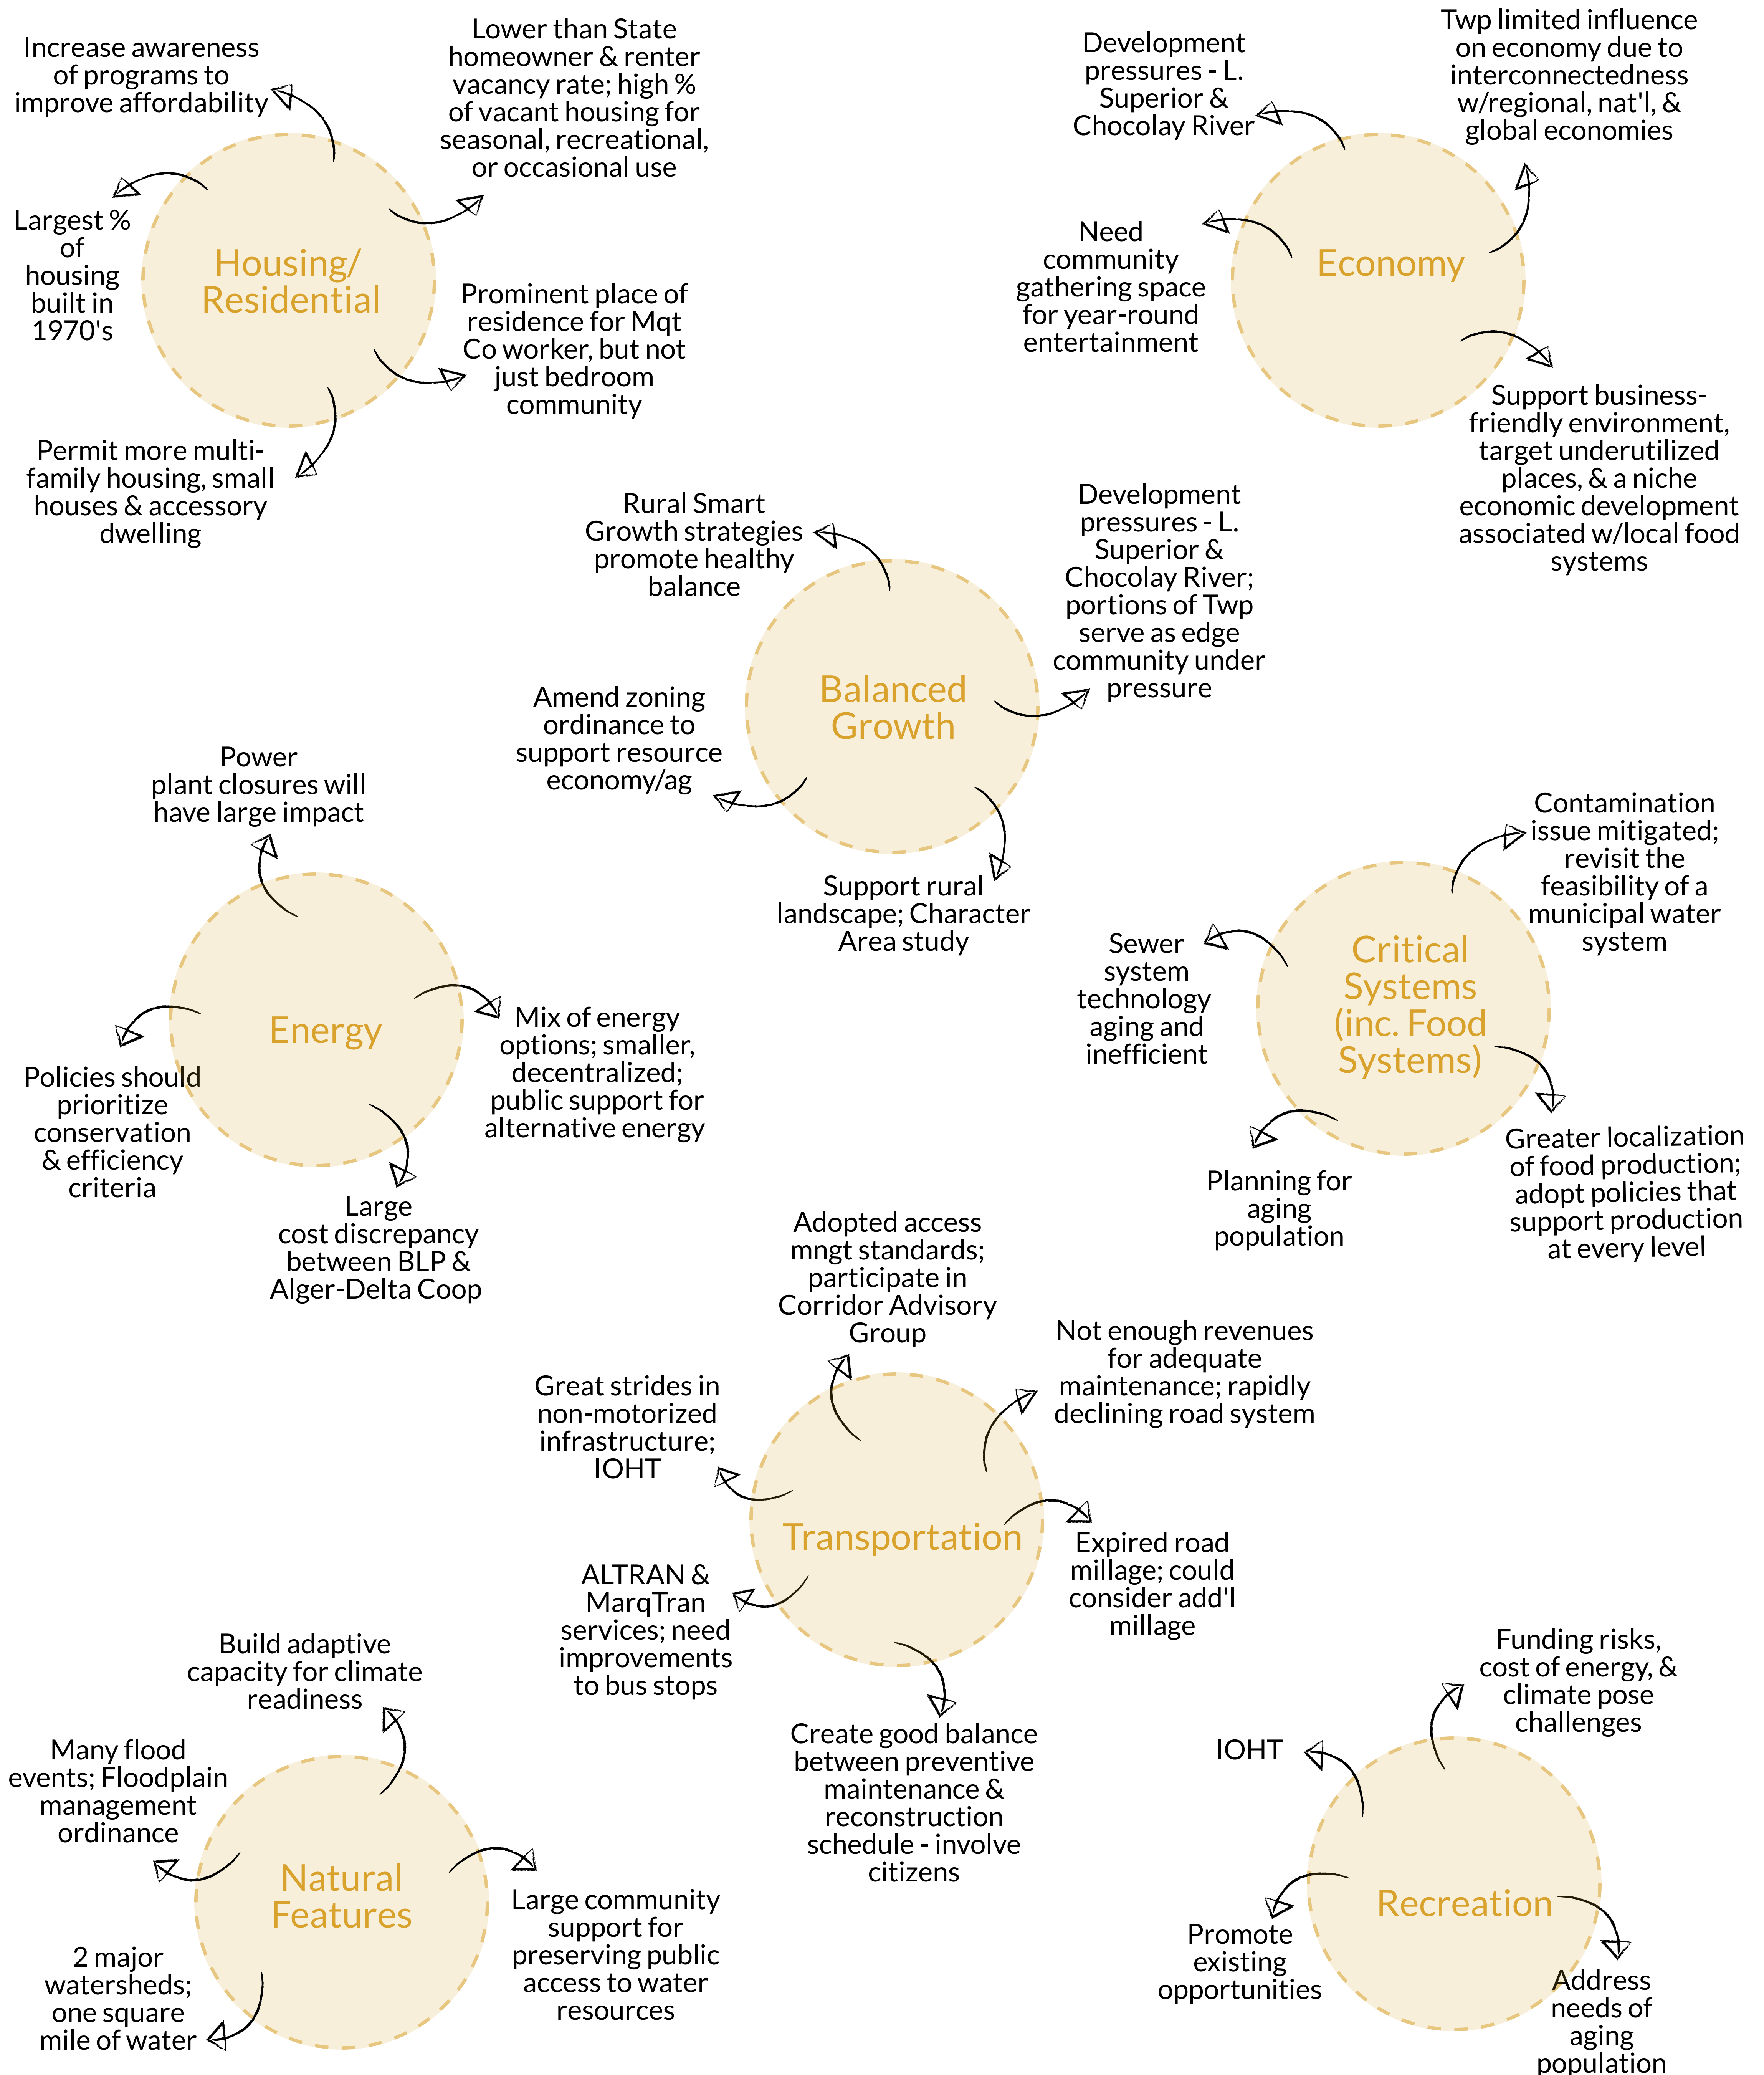 Increase awareness
of programs to
improve affordability
Lower than State
homeowner & renter
vacancy rate; high %
of vacant housing for
seasonal, recreational,
or occasional use
Largest %
of
housing
built in
1970's
Housing/
Residential
Prominent place of
residence for Mqt
Co worker, but not
just bedroom
community
Permit more multi-
family housing, small
houses & accessory
dwelling
Development
pressures - L.
Superior &
Chocolay River
Twp limited influence
on economy due to
interconnectedness
w/regional, nat'l, &
global economies
Need
community
gathering space
for year-round
entertainment
Economy
Support business-
friendly environment,
target underutilized
places, & a niche
economic development
associated w/local food
systems
Rural Smart
Growth strategies
promote healthy
balance
Development
pressures - L.
Superior &
Chocolay River;
portions of Twp
serve as edge
community under
pressure
Balanced
Growth
Amend zoning
ordinance to
support resource
economy/ag
Support rural
landscape; Character
Area study
Power
plant closures will
have large impact
Energy
Mix of energy
options; smaller,
decentralized;
public support for
alternative energy
Policies should
prioritize
conservation
& efficiency
criteria
Large
cost discrepancy
between BLP &
Alger-Delta Coop
Contamination
issue mitigated;
revisit the
feasibility of a
municipal water
system
Sewer
system
technology
aging and
inefficient
Critical
Systems
(inc. Food
Systems)
Planning for
aging
population
Greater localization
of food production;
adopt policies that
support production
at every level
Adopted access
mngt standards;
participate in
Corridor Advisory
Group
Not enough revenues
for adequate
maintenance; rapidly
declining road system
Great strides in
non-motorized
infrastructure;
IOHT
Transportation
Expired road
millage; could
consider add'l
millage
ALTRAN &
MarqTran
services; need
improvements
to bus stops
Create good balance
between preventive
maintenance &
reconstruction
schedule - involve
citizens
Build adaptive
capacity for climate
readiness
Many flood
events; Floodplain
management
ordinance
Natural
Features
Large community
support for
preserving public
access to water
resources
2 major
watersheds;
one square
mile of water
Funding risks,
cost of energy, &
climate pose
challenges
IOHT
Recreation
Promote
existing
opportunities
Address
needs of
aging
population